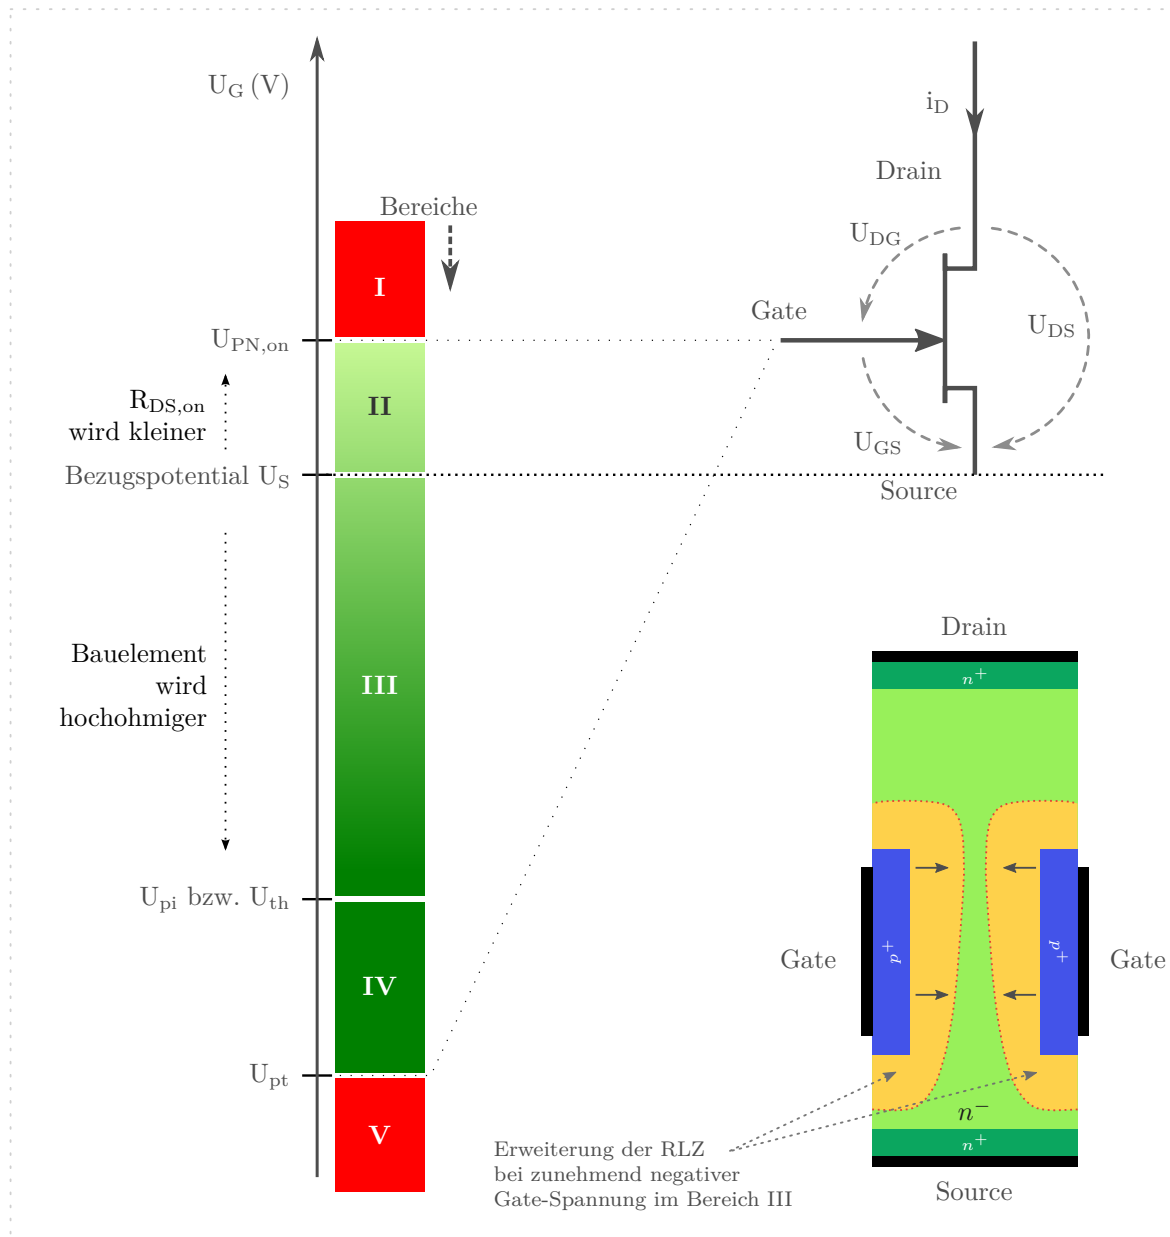 U_G (V)
i_D
Drain
Bereiche
U_DG
I
Gate
U_DS
U_PN,on
R_DS,on
wird kleiner
II
U_GS
Bezugspotential U_S
Source
Drain
Bauelement
wird
hochohmiger
III
n^+
U_pi bzw. U_th
Gate
p^+
p^+
Gate
IV
U_pt
n^-
V
n^+
Erweiterung der RLZ
bei zunehmend negativer
Gate-Spannung im Bereich III
Source